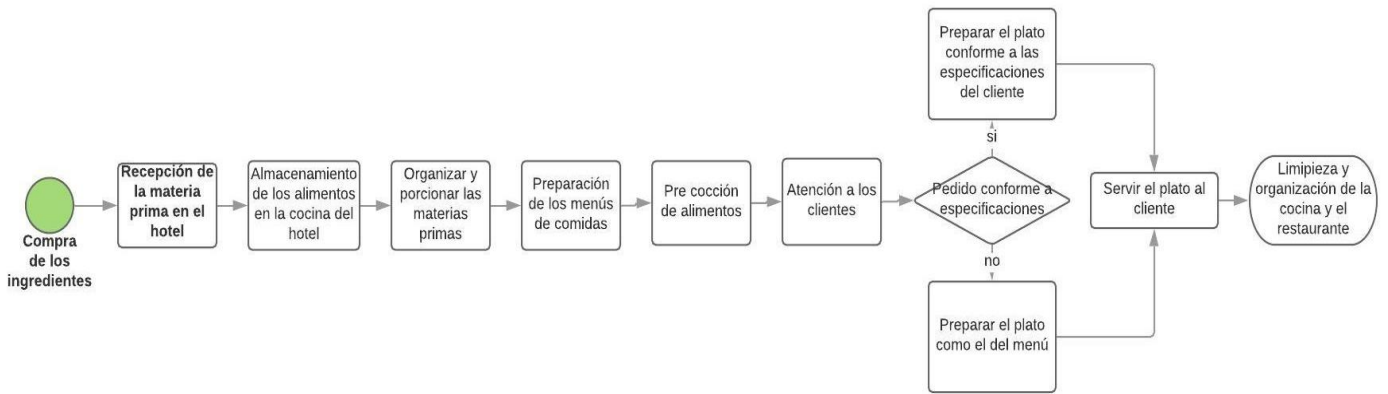 Compra
de los
ingredientes
Recepción de
la materia
prima en el
hotel
Almacenamiento
de los alimentos
en la cocina del
hotel
Organizar y
porcionar las
materias
primas
Preparación
de los menús
de comidas
Pre cocción
de alimentos
Atención a los
clientes
Pedido conforme a
especificaciones
si
Preparar el plato
conforme a las
especificaciones
del cliente
no
Preparar el plato
como el del menú
Servir el plato al
cliente
Limipieza y
organización de la
cocina y el
restaurante